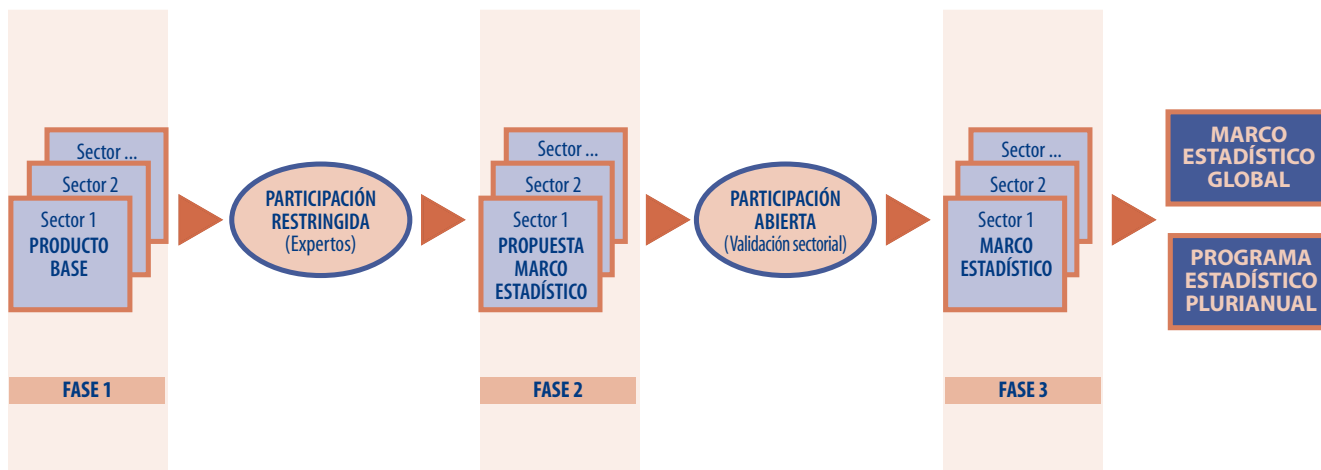 Sector ...
Sector 2
Sector 1
PRODUCTO
BASE
FASE 1
PARTICIPACIÓN
RESTRINGIDA
(Expertos)
Sector ...
Sector 2
Sector 1
PROPUESTA
MARCO
ESTADÍSTICO
FASE 2
PARTICIPACIÓN
ABIERTA
(Validación sectorial)
Sector ...
Sector 2
Sector 1
MARCO
ESTADÍSTICO
FASE 3
MARCO
ESTADÍSTICO
GLOBAL
PROGRAMA
ESTADÍSTICO
PLURIANUAL